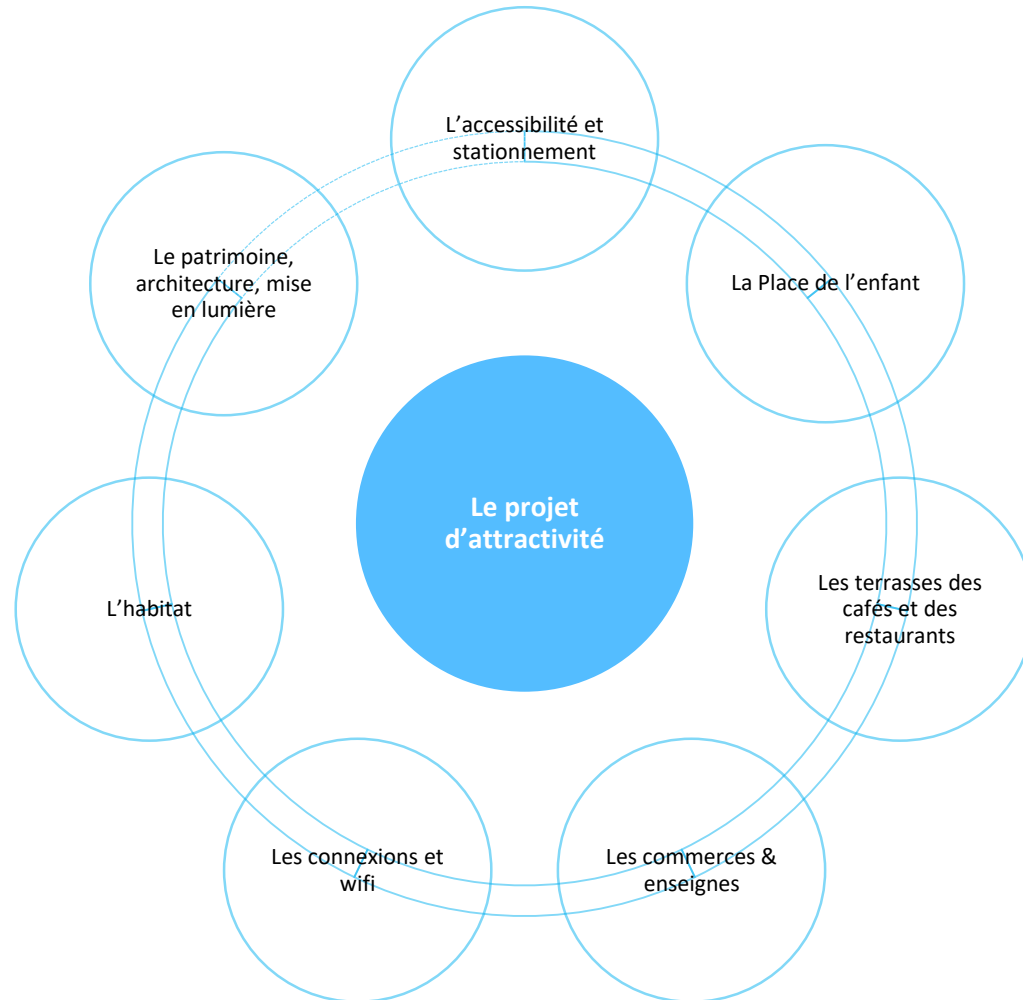 L’accessibilité et
stationnement
La Place de l’enfant
Les terrasses des
cafés et des
restaurants
Les commerces &
enseignes
Les connexions et
wifi
L’habitat
Le patrimoine,
architecture, mise
en lumière
Le projet
d’attractivité